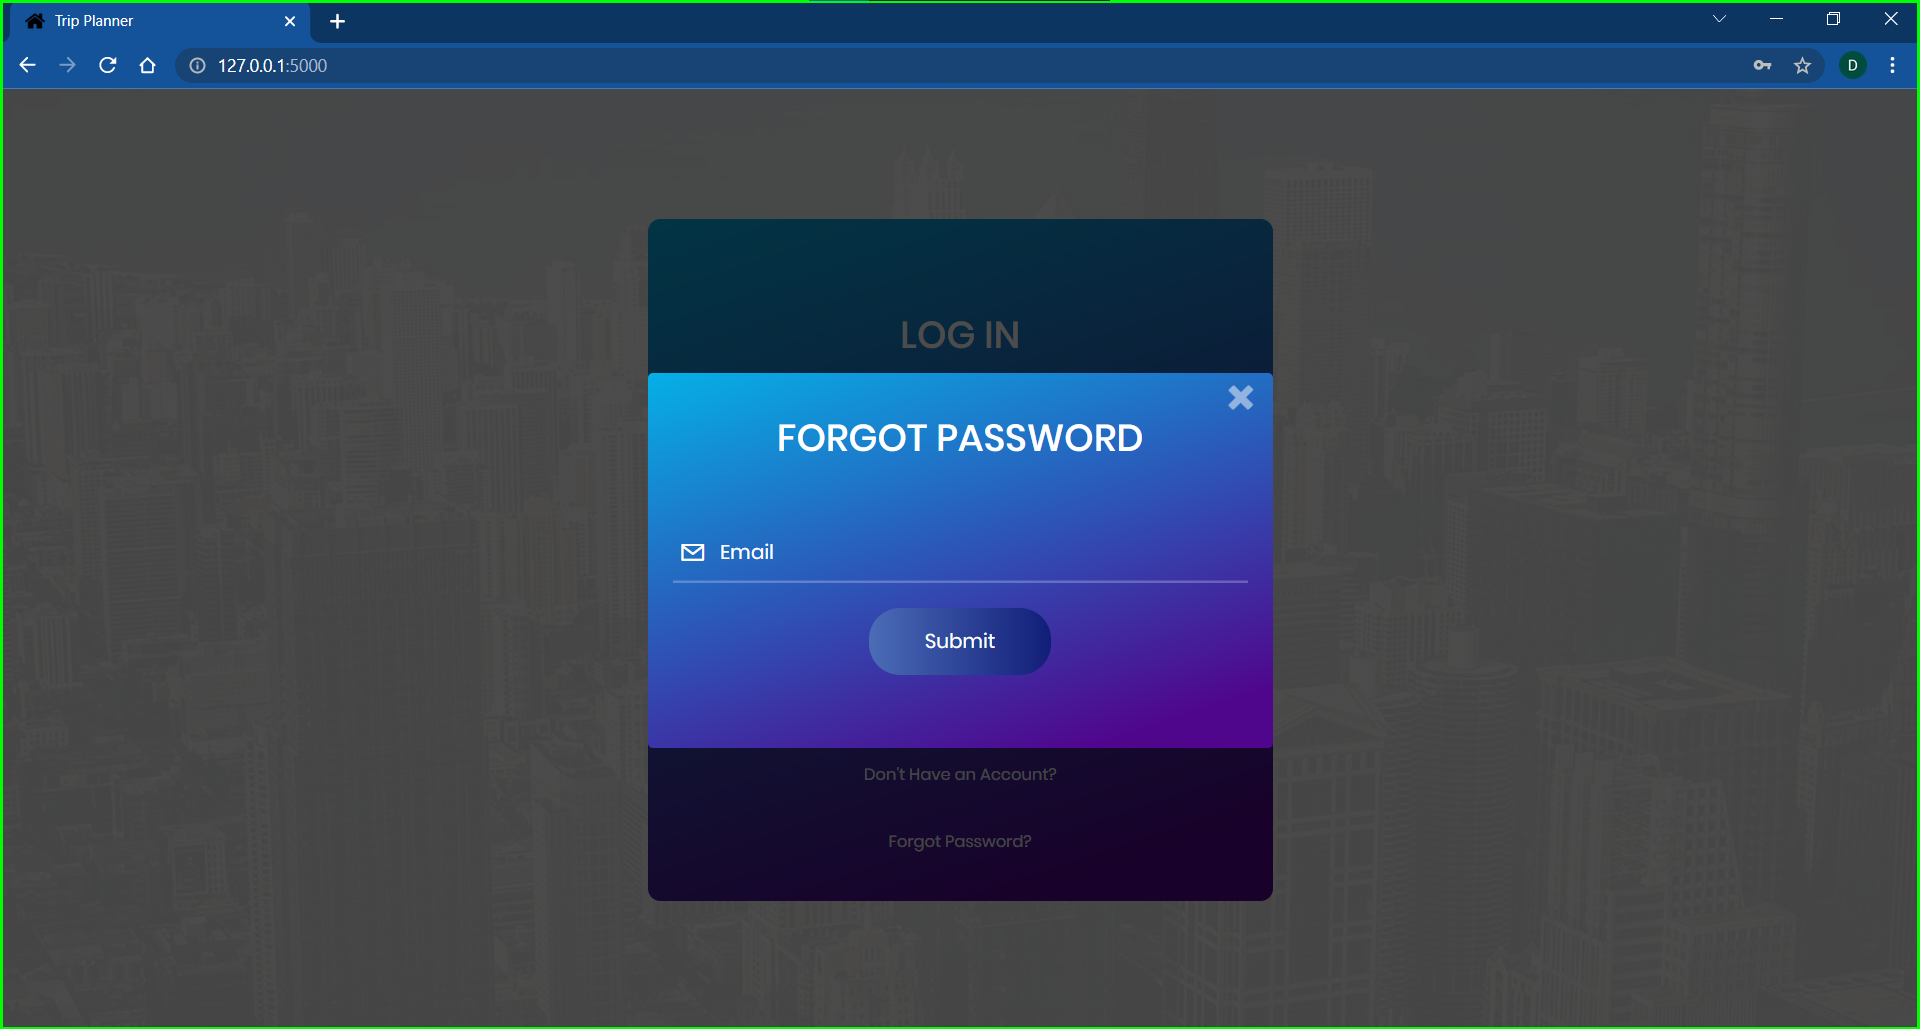 Trip Planner
127.0.0.1:5000
D
LOG IN
FORGOT PASSWORD
Email
Submit
Don't Have an Account?
Forgot Password?